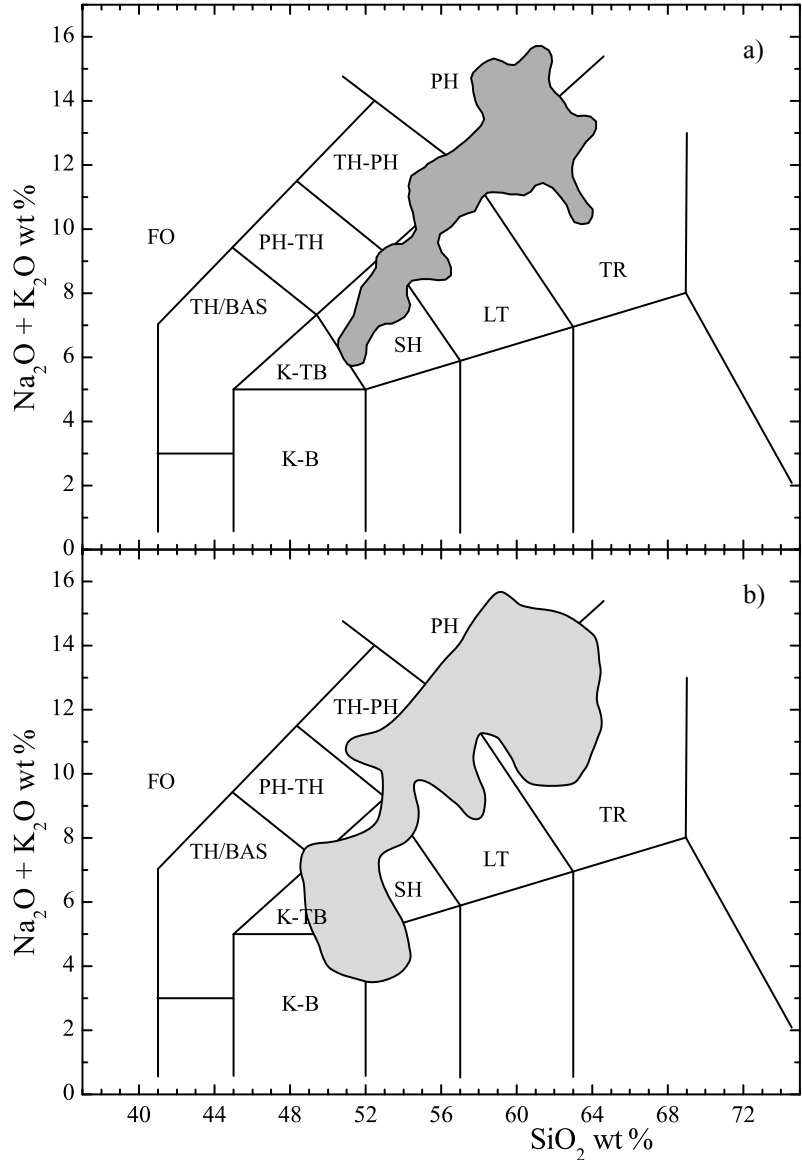 16
14
12
10
8
6
4
2
0
Na₂O + K₂O wt %
a)
PH
TH-PH
FO
PH-TH
TH/BAS
TR
LT
SH
K-TB
K-B
16
14
12
10
8
6
4
2
0
Na₂O + K₂O wt %
b)
PH
TH-PH
FO
PH-TH
TH/BAS
TR
LT
SH
K-TB
K-B
40 44 48 52 56 60 64 68 72
SiO₂ wt %